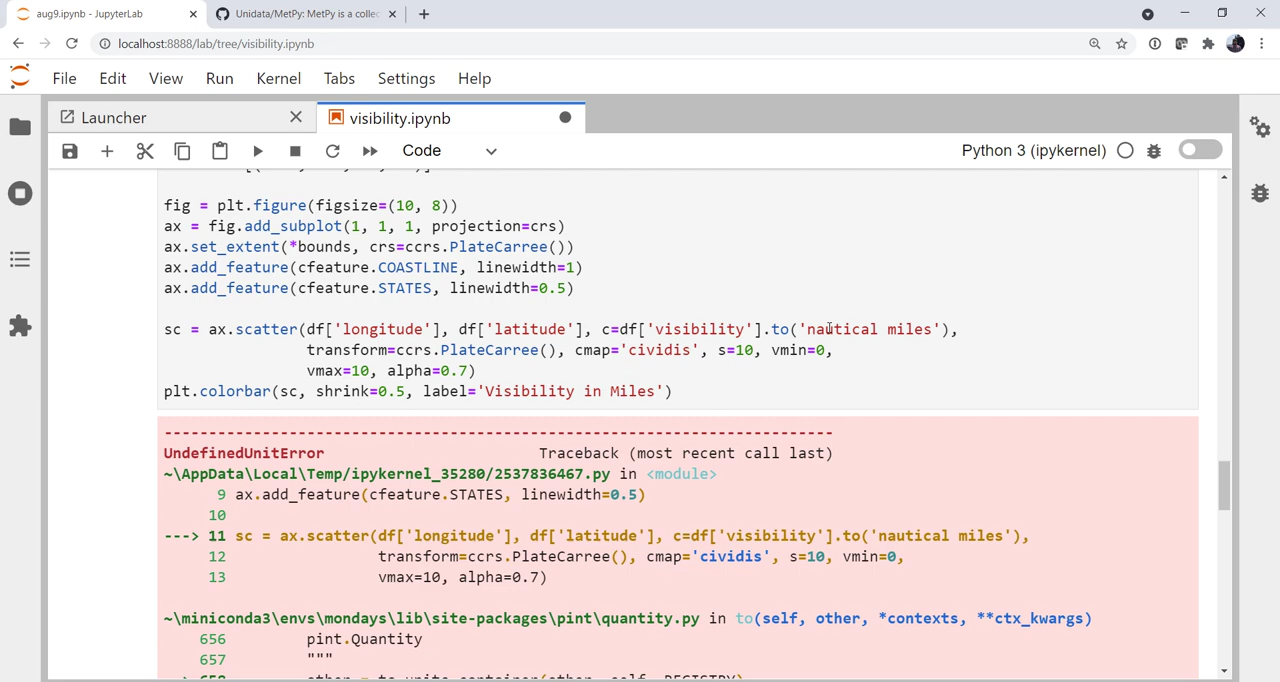 aug9.ipynb - JupyterLab
Unidata/MetPy: MetPy is a collec
localhost:8888/lab/tree/visibility.ipynb
File Edit View Run Kernel Tabs Settings Help
Launcher
visibility.ipynb
Code
Python 3 (ipykernel)
fig = plt.figure(figsize=(10, 8))
ax = fig.add_subplot(1, 1, 1, projection=crs)
ax.set_extent(*bounds, crs=ccrs.PlateCarree())
ax.add_feature(cfeature.COASTLINE, linewidth=1)
ax.add_feature(cfeature.STATES, linewidth=0.5)
sc = ax.scatter(df['longitude'], df['latitude'], c=df['visibility'].to('nautical miles'),
transform=ccrs.PlateCarree(), cmap='cividis', s=10, vmin=0,
vmax=10, alpha=0.7)
plt.colorbar(sc, shrink=0.5, label='Visibility in Miles')
---------------------------------------------------------------------------
UndefinedUnitError Traceback (most recent call last)
~\AppData\Local\Temp/ipykernel_35280/2537836467.py in <module>
9 ax.add_feature(cfeature.STATES, linewidth=0.5)
10
---> 11 sc = ax.scatter(df['longitude'], df['latitude'], c=df['visibility'].to('nautical miles'),
12 transform=ccrs.PlateCarree(), cmap='cividis', s=10, vmin=0,
13 vmax=10, alpha=0.7)
~\miniconda3\envs\mondays\lib\site-packages\pint\quantity.py in to(self, other, *contexts, **ctx_kwargs)
656 pint.Quantity
657 """